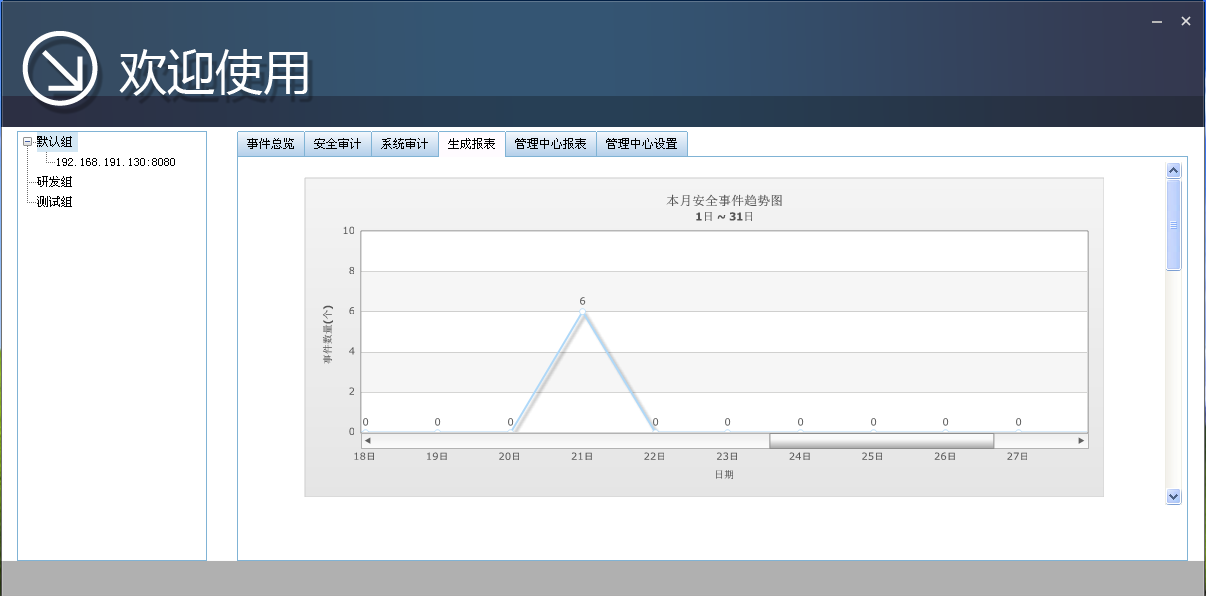 欢迎使用
默认组
192.168.191.130:8080
研发组
测试组
事件总览 安全审计 系统审计 生成报表 管理中心报表 管理中心设置
本月安全事件趋势图
1日 ~ 31日
事件数量(个)
10
8
6
4
2
0
6
0 0 0 0 0 0 0 0 0
18日 19日 20日 21日 22日 23日 24日 25日 26日 27日
日期